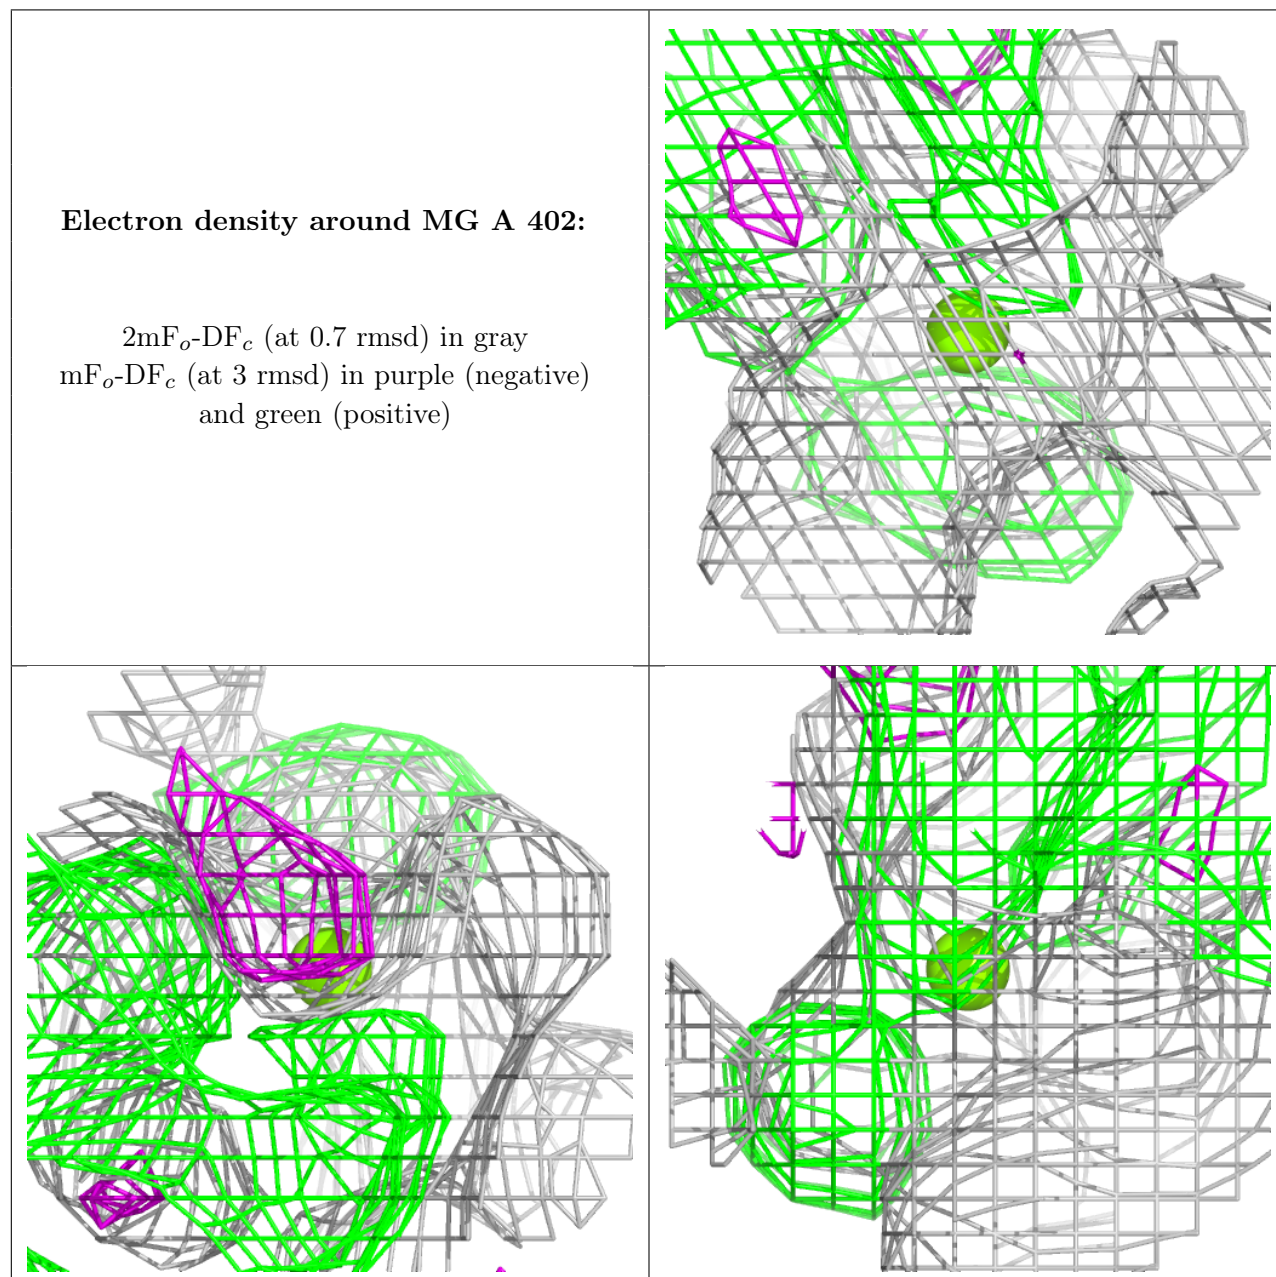 Electron density around MG A 402:
2mFo-DFc (at 0.7 rmsd) in gray
mFo-DFc (at 3 rmsd) in purple (negative)
and green (positive)